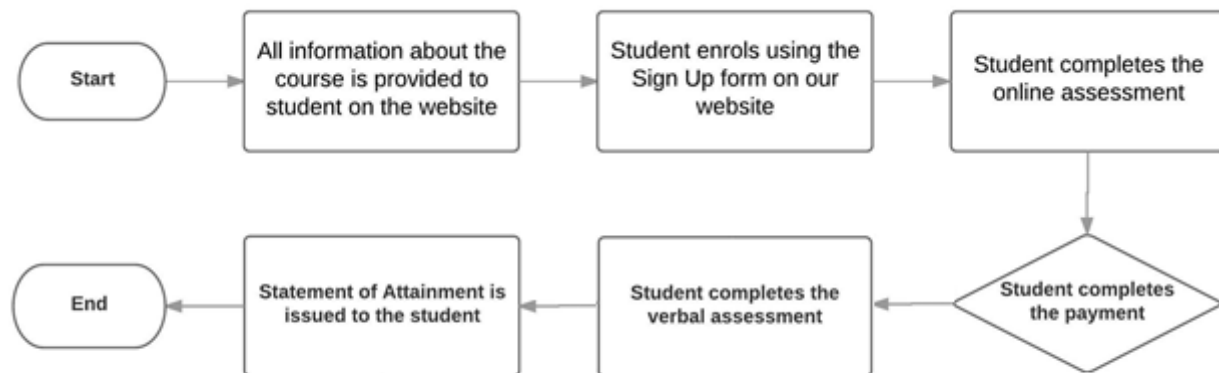 Start
All information about the
course is provided to
student on the website
Student enrols using the
Sign Up form on our
website
Student completes the
online assessment
Student completes
the payment
Student completes the
verbal assessment
Statement of Attainment is
issued to the student
End